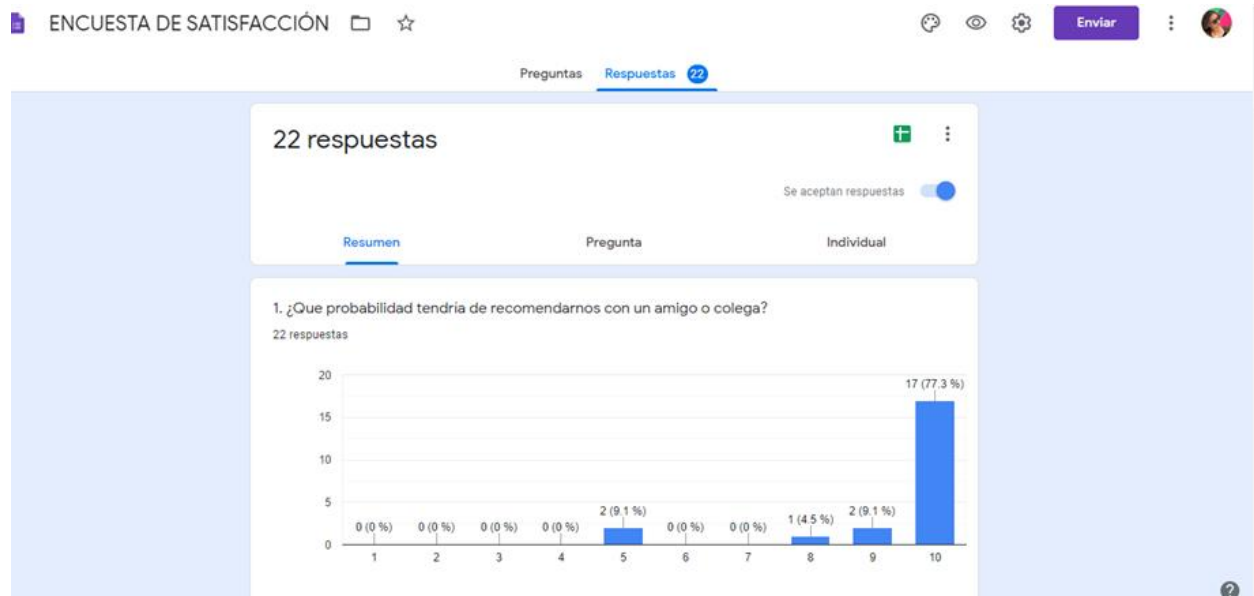 ENCUESTA DE SATISFACCIÓN
Enviar
Preguntas Respuestas 22
22 respuestas
Se aceptan respuestas
Resumen Pregunta Individual
1. ¿Que probabilidad tendria de recomendarnos con un amigo o colega?
22 respuestas
20
17 (77.3 %)
15
10
5
2 (9.1 %)
1 (4.5 %)
2 (9.1 %)
0 (0 %) 0 (0 %) 0 (0 %) 0 (0 %) 0 (0 %) 0 (0 %)
0
1 2 3 4 5 6 7 8 9 10